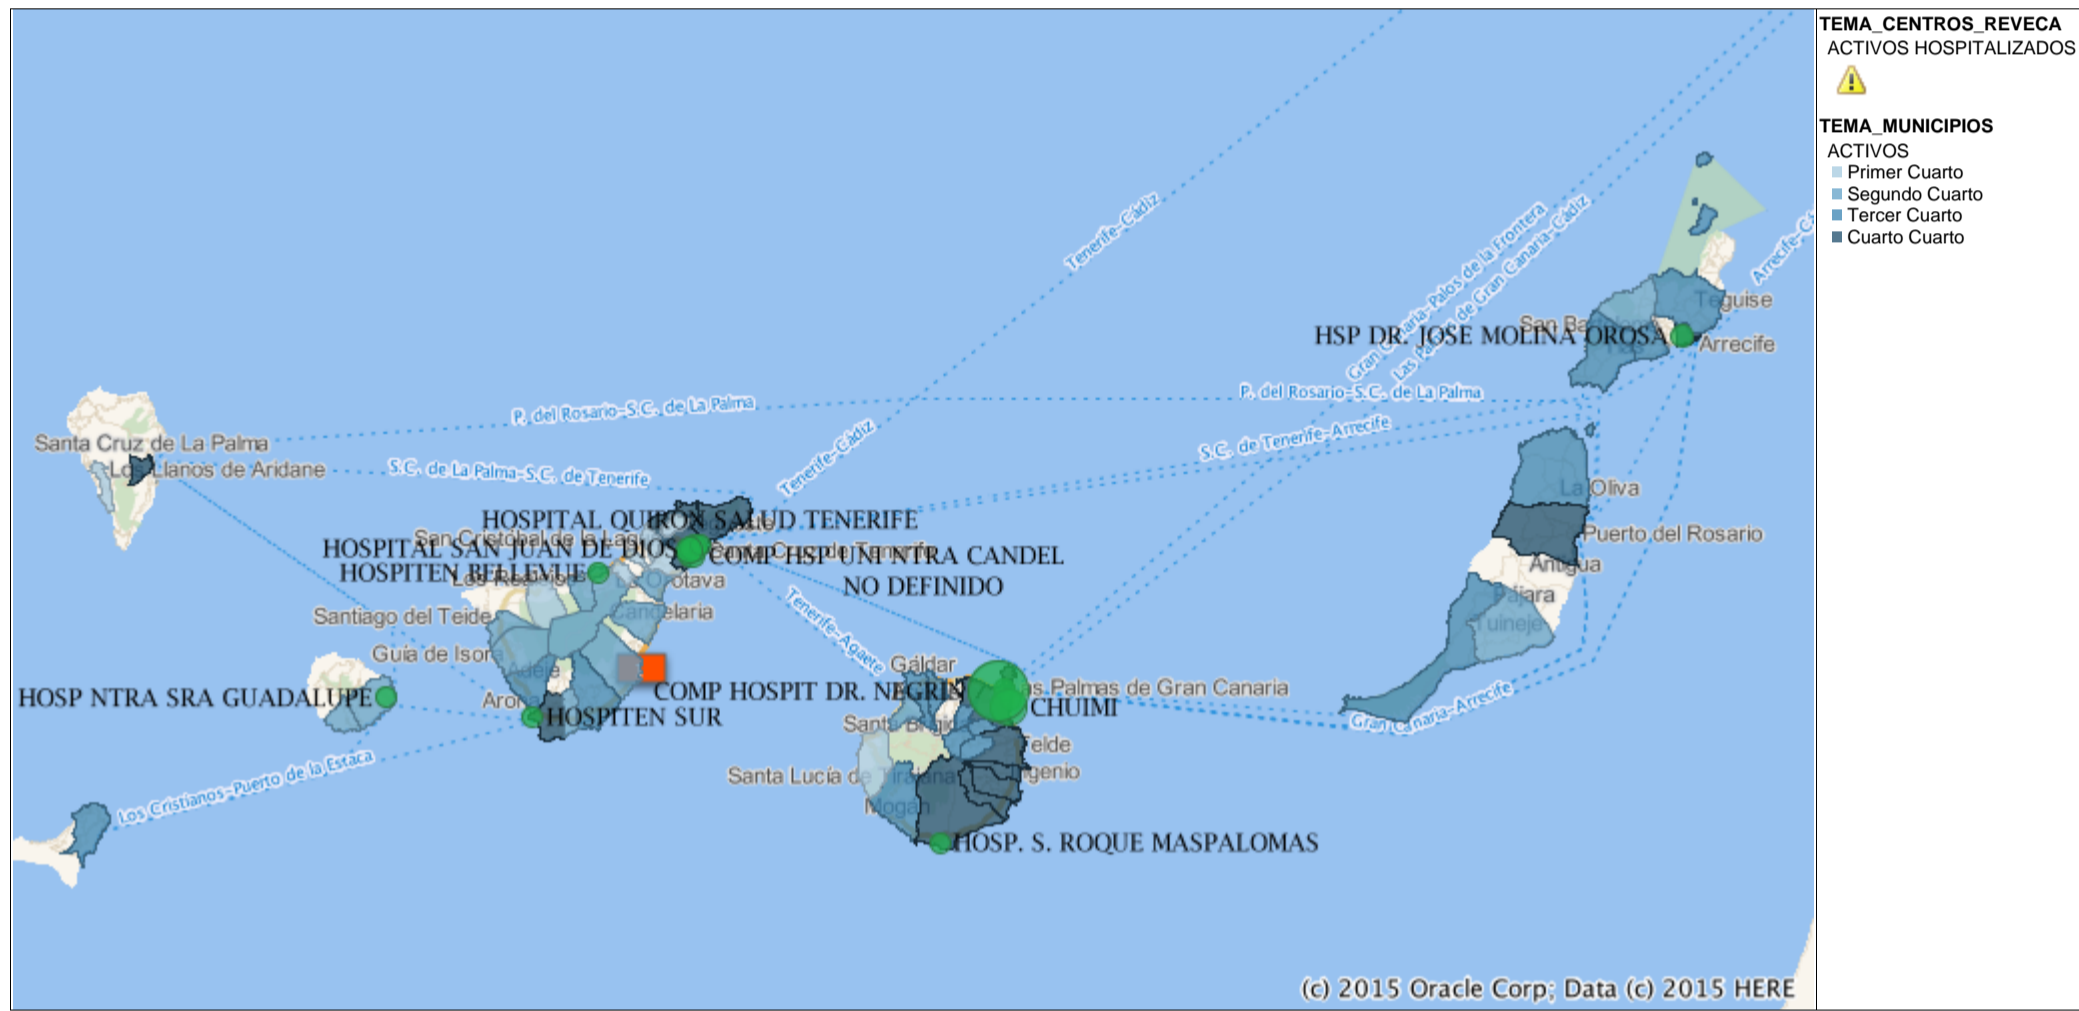 TEMA_CENTROS_REVECA
ACTIVOS HOSPITALIZADOS
TEMA_MUNICIPIOS
ACTIVOS
Primer Cuarto
Segundo Cuarto
Tercer Cuarto
Cuarto Cuarto
Tenerife-Cádiz
Gran Canaria-Palos de la Frontera
Las Palmas de Gran Canaria-Cádiz
Teguise
HSP DR. JOSE MOLINA OROSA
Arrecife
P. del Rosario-S.C. de La Palma
P. del Rosario-S.C. de La Palma
S.C. de Tenerife-Arrecife
Tenerife-Cádiz
Santa Cruz de La Palma
Los Llanos de Aridane
S.C. de La Palma-S.C. de Tenerife
La Oliva
HOSPITAL QUIRON SALUD TENERIFE
Puerto del Rosario
HOSPITAL SAN JUAN DE DIOS
COMP HSP UNI NTRA CANDEL
Antigua
HOSPITEN BELLEVUE
La Orotava
NO DEFINIDO
Pájara
Santiago del Teide
Candelaria
Tenerife-Agaete
Tuineje
Guía de Isora
Adeje
Gáldar
HOSP NTRA SRA GUADALUPE
COMP HOSPIT DR. NEGRIN
Palmas de Gran Canaria
Gran Canaria-Arrecife
HOSPITEN SUR
CHUIMI
Santa Lucía de Tirajana
Mogán
Los Cristianos-Puerto de la Estaca
HOSP. S. ROQUE MASPALOMAS
(c) 2015 Oracle Corp; Data (c) 2015 HERE